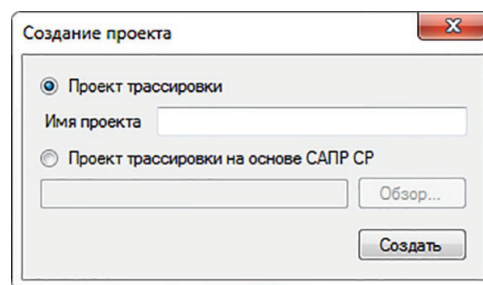 Создание проекта
Проект трассировки
Имя проекта
Проект трассировки на основе САПР СР
Обзор...
Создать